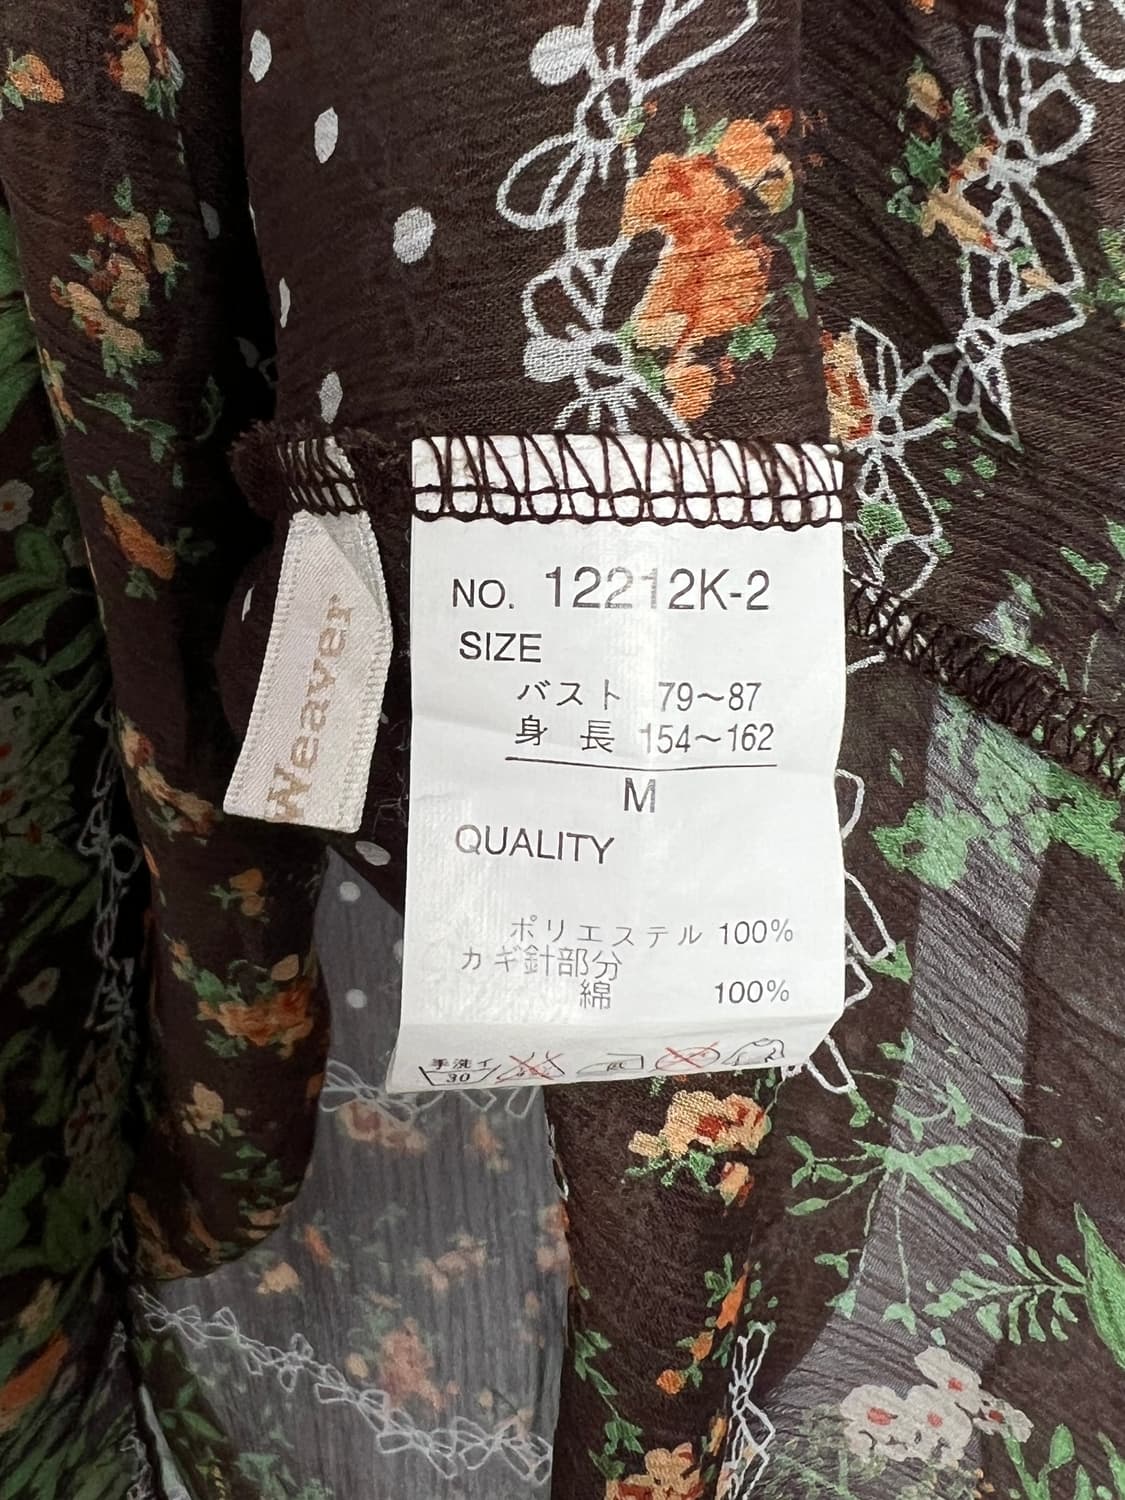 Weaver
NO. 12212K-2
SIZE
バスト 79〜87
身長 154〜162
M
QUALITY
ポリエステル 100%
カギ針部分
綿 100%
手洗イ
30